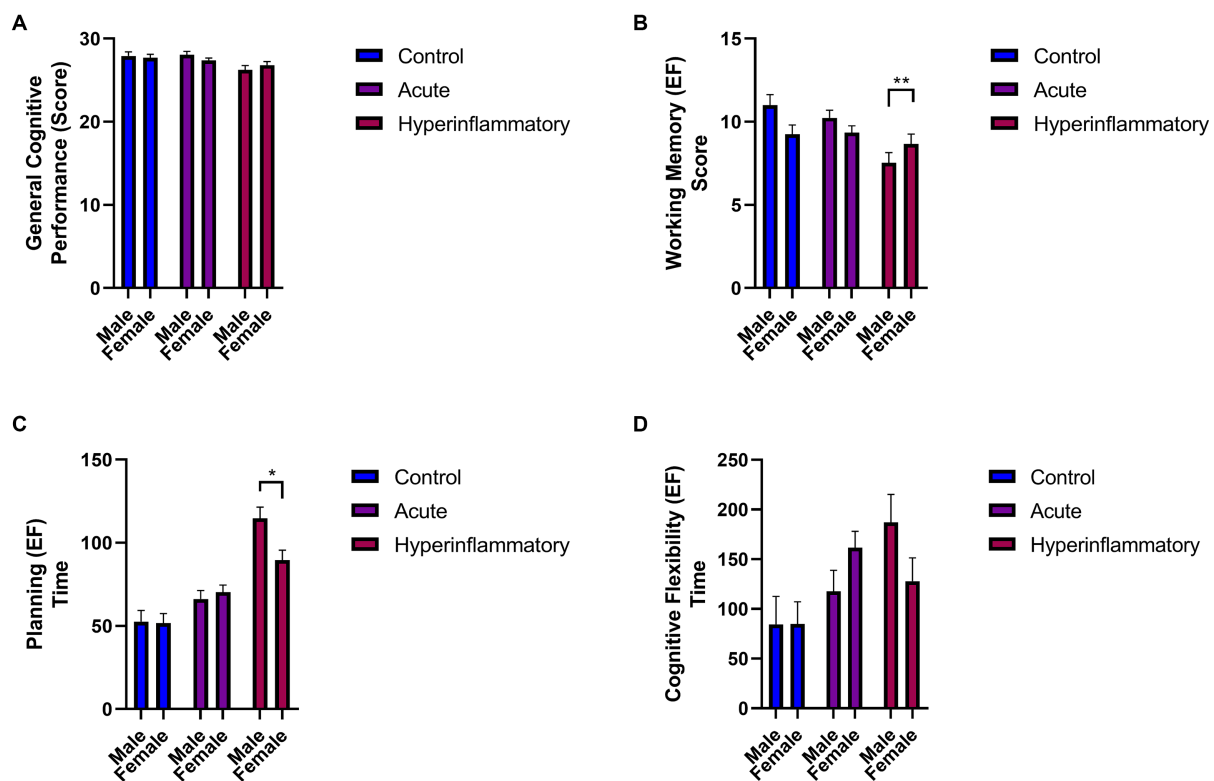 A
General Cognitive
Performance (Score)
30
20
10
0
Male
Female
Male
Female
Male
Female
Control
Acute
Hyperinflammatory
B
Working Memory (EF)
Score
15
10
5
0
**
Male
Female
Male
Female
Male
Female
Control
Acute
Hyperinflammatory
C
Planning (EF)
Time
150
100
50
0
*
Male
Female
Male
Female
Male
Female
Control
Acute
Hyperinflammatory
D
Cognitive Flexibility (EF)
Time
250
200
150
100
50
0
Male
Female
Male
Female
Male
Female
Control
Acute
Hyperinflammatory